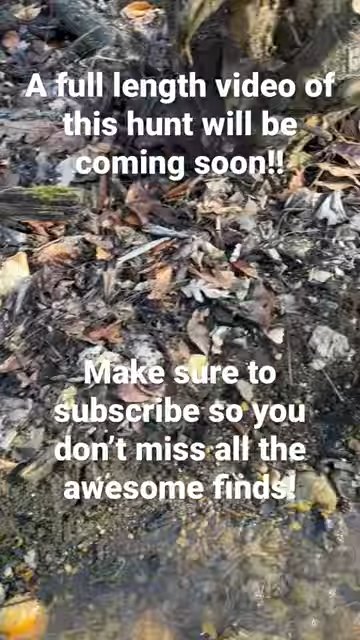 A full length video of
this hunt will be
coming soon!!
Make sure to
subscribe so you
don't miss all the
awesome finds!